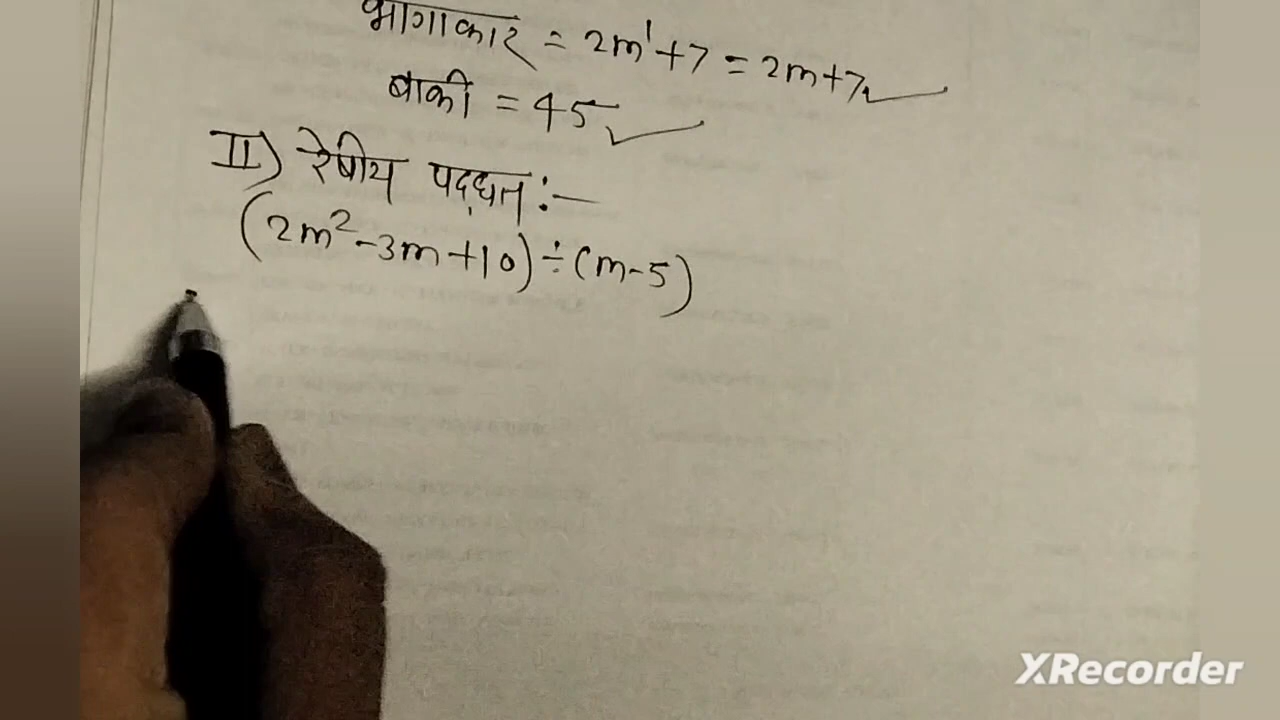 भागाकार = 2m¹+7 = 2m+7
बाकी = 45
II) रेषीय पद्धत :—
(2m²-3m+10)÷(m-5)
XRecorder